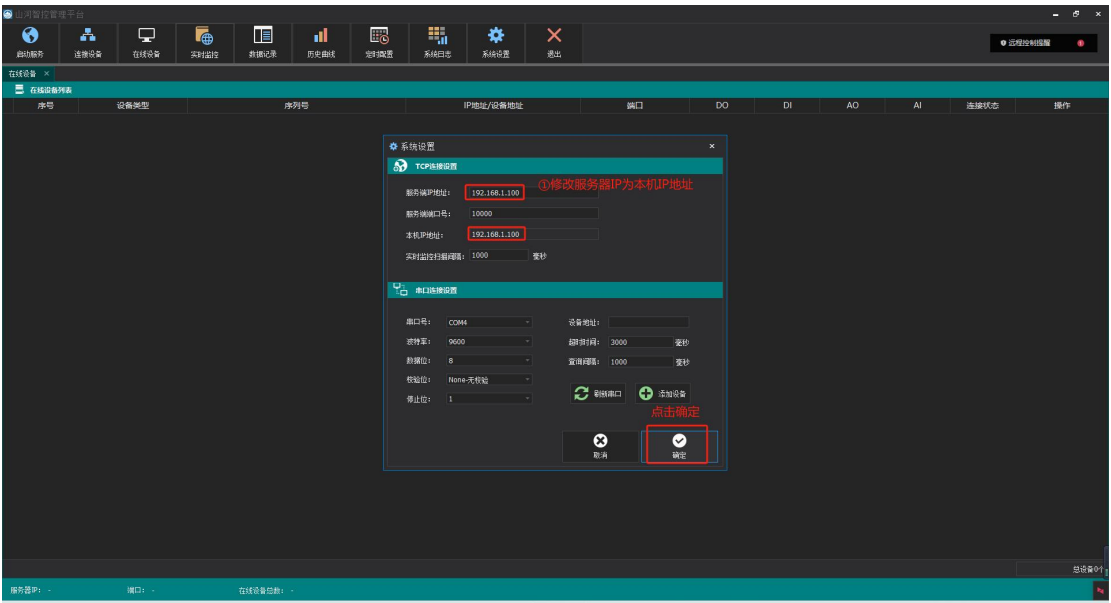 山河智控管理平台
启动服务 连接设备 在线设备 实时监控 数据记录 历史曲线 定时配置 系统日志 系统设置 退出
远程控制提醒
在线设备 ×
在线设备列表
序号 设备类型 序列号 IP地址/设备地址 端口 DO DI AO AI 连接状态 操作
系统设置
TCP连接设置
服务端IP地址: 192.168.1.100 ①修改服务器IP为本机IP地址
服务端端口号: 10000
本机IP地址: 192.168.1.100
实时监控扫描间隔: 1000 毫秒
串口连接设置
串口号: COM4 设备地址:
波特率: 9600 超时时间: 3000 毫秒
数据位: 8 查询间隔: 1000 毫秒
校验位: None-无校验
刷新串口 添加设备
停止位: 1
点击确定
取消 确定
总设备0个
服务器IP: - 端口: - 在线设备总数: -